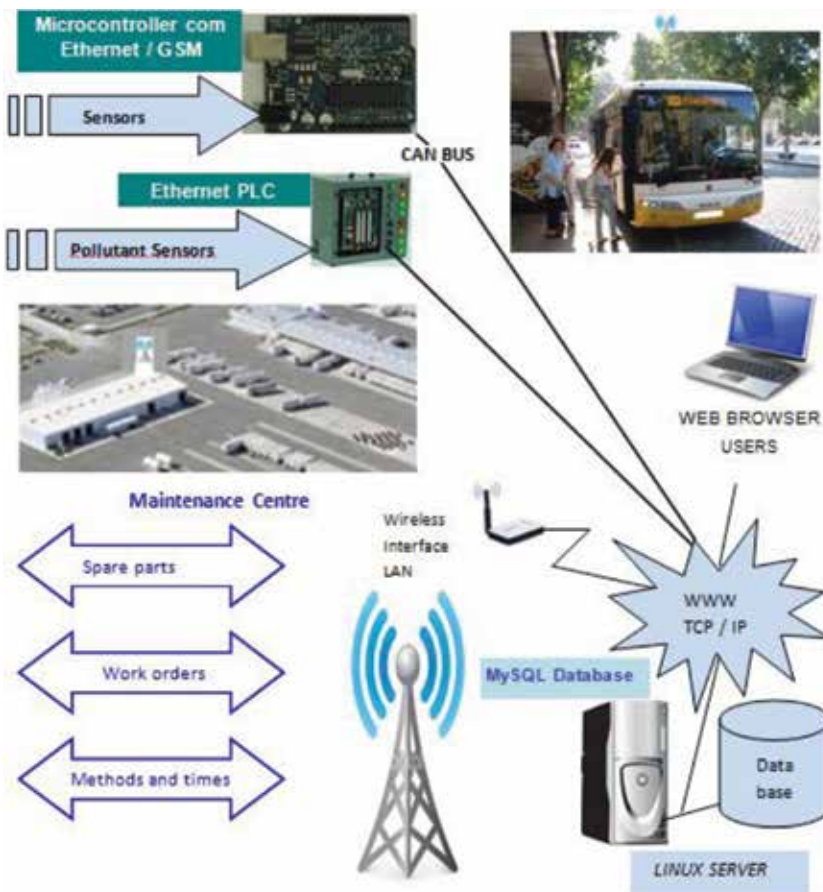 Microcontroller com
Ethernet / GSM
Sensors
CAN BUS
Ethernet PLC
Pollutant Sensors
WEB BROWSER
USERS
Maintenance Centre
Wireless
Interface
LAN
Spare parts
WWW
TCP / IP
Work orders
MySQL Database
Methods and times
Data
base
LINUX SERVER